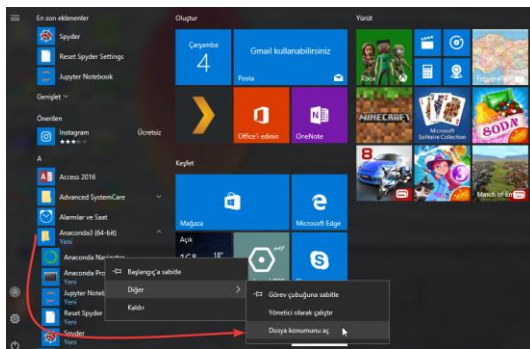 En son eklenenler
Spyder
Reset Spyder Settings
Jupyter Notebook
Genişlet
Önerilen
Instagram
Ücretsiz
A
Access 2016
Advanced SystemCare
Alarmlar ve Saat
Anaconda3 (64-bit)
Yeni
Anaconda Navigator
Yeni
Anaconda Pro
Yeni
Jupyter Noteb
Yeni
Reset Spyder
Yeni
Spyder
Yeni
Başlangıç'a sabitle
Diğer
Kaldır
Görev çubuğuna sabitle
Yönetici olarak çalıştır
Dosya konumunu aç
Oluştur
Çarşamba
4
Gmail kullanabilirsiniz
Posta
Office'i edinin
OneNote
Keşfet
Mağaza
Microsoft Edge
Açık
Yürüt
Xbox
MINECRAFT
Microsoft
Solitaire Collection
SODA
8
March of Em